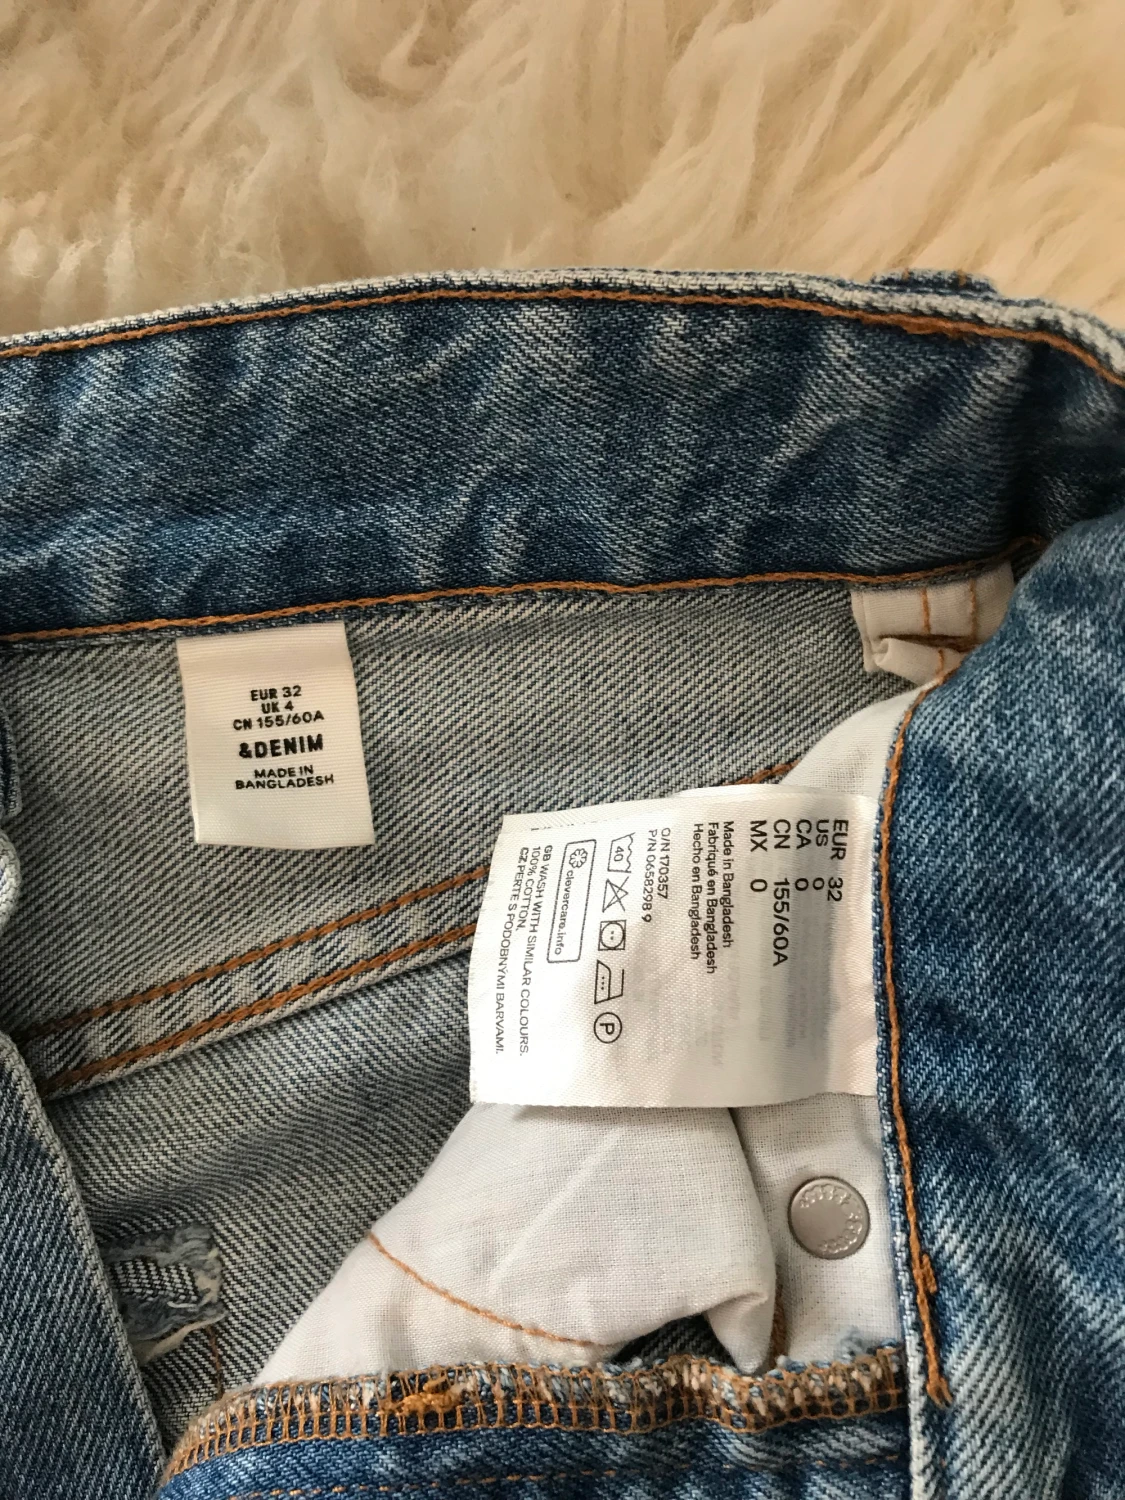 EUR 32
UK 4
CN 155/60A
&DENIM
MADE IN
BANGLADESH
EUR 32
US 0
CA 0
CN 155/60A
MX 0
Made in Bangladesh
Fabriqué en Bangladesh
Hecho en Bangladesh
O/N 170357
P/N 0658298 9
40
P
clevercare.info
GB WASH WITH SIMILAR COLOURS.
100% COTTON.
CZ PERTE S PODOBNÝMI BARVAMI.